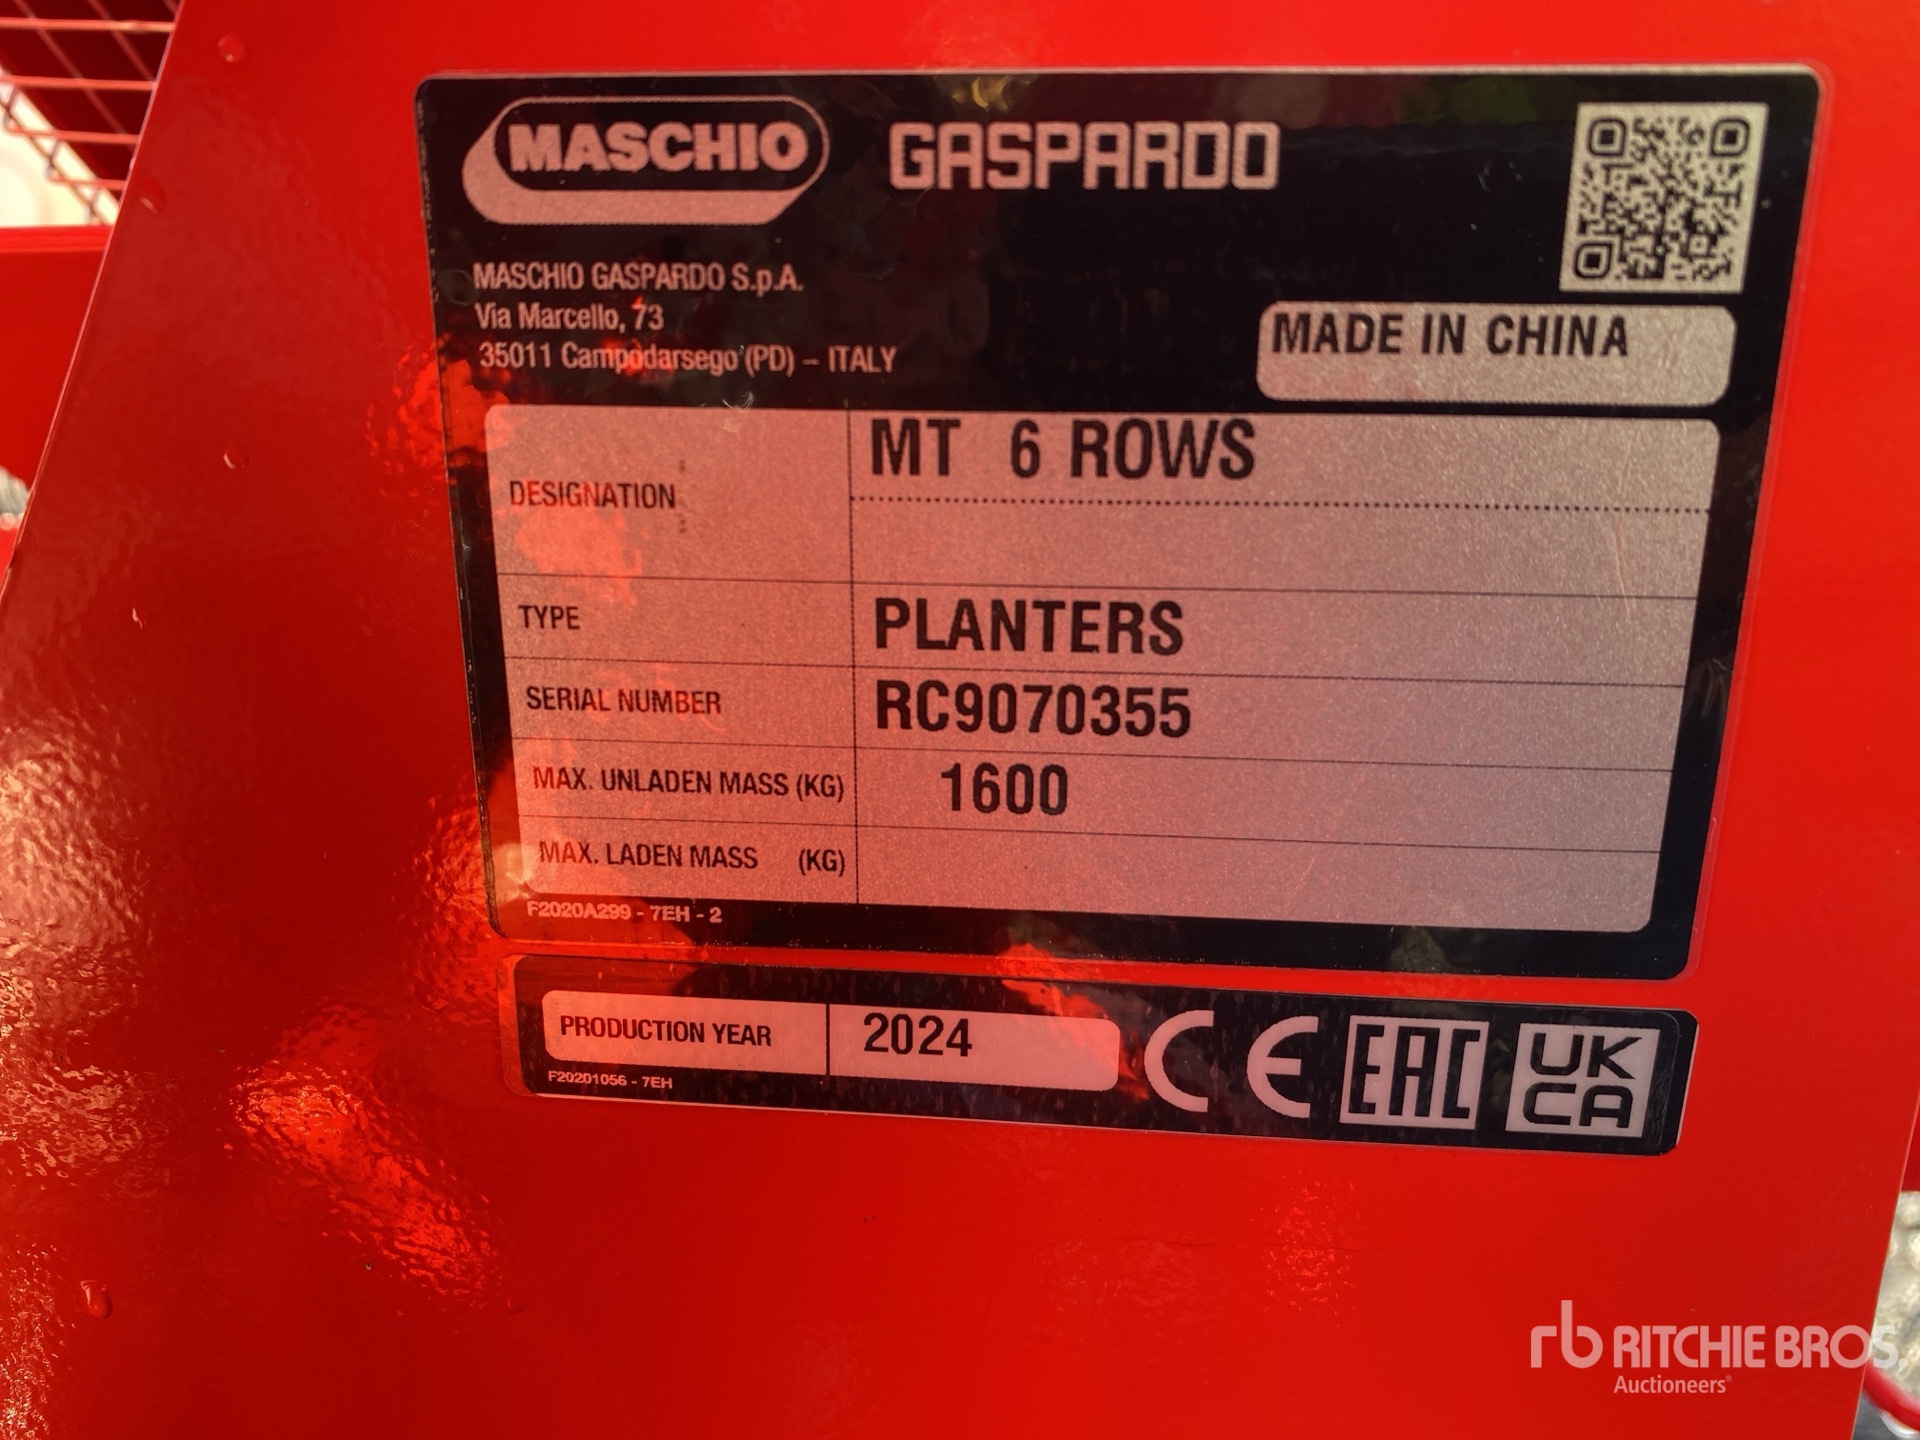 MASCHIO GASPARDO
MASCHIO GASPARDO S.p.A.
Via Marcello, 73
35011 Campodarsego (PD) – ITALY
MADE IN CHINA
DESIGNATION MT 6 ROWS
TYPE PLANTERS
SERIAL NUMBER RC9070355
MAX. UNLADEN MASS (KG) 1600
MAX. LADEN MASS (KG)
F2020A299 - 7EH - 2
PRODUCTION YEAR 2024
F20201056 - 7EH
CE EAC UK CA
rb RITCHIE BROS.
Auctioneers®